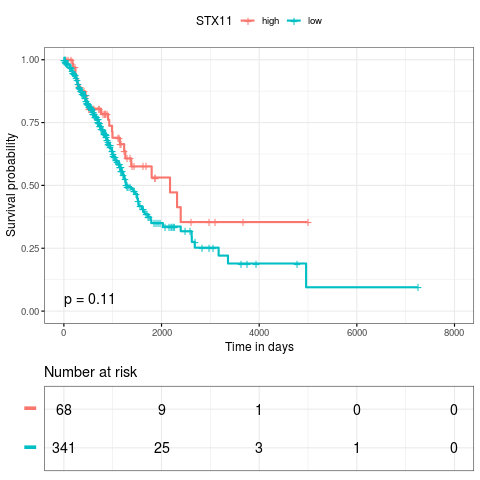 STX11 high low
1.00
0.75
0.50
0.25
0.00
Survival probability
p = 0.11
0 2000 4000 6000 8000
Time in days
Number at risk
68 9 1 0 0
341 25 3 1 0